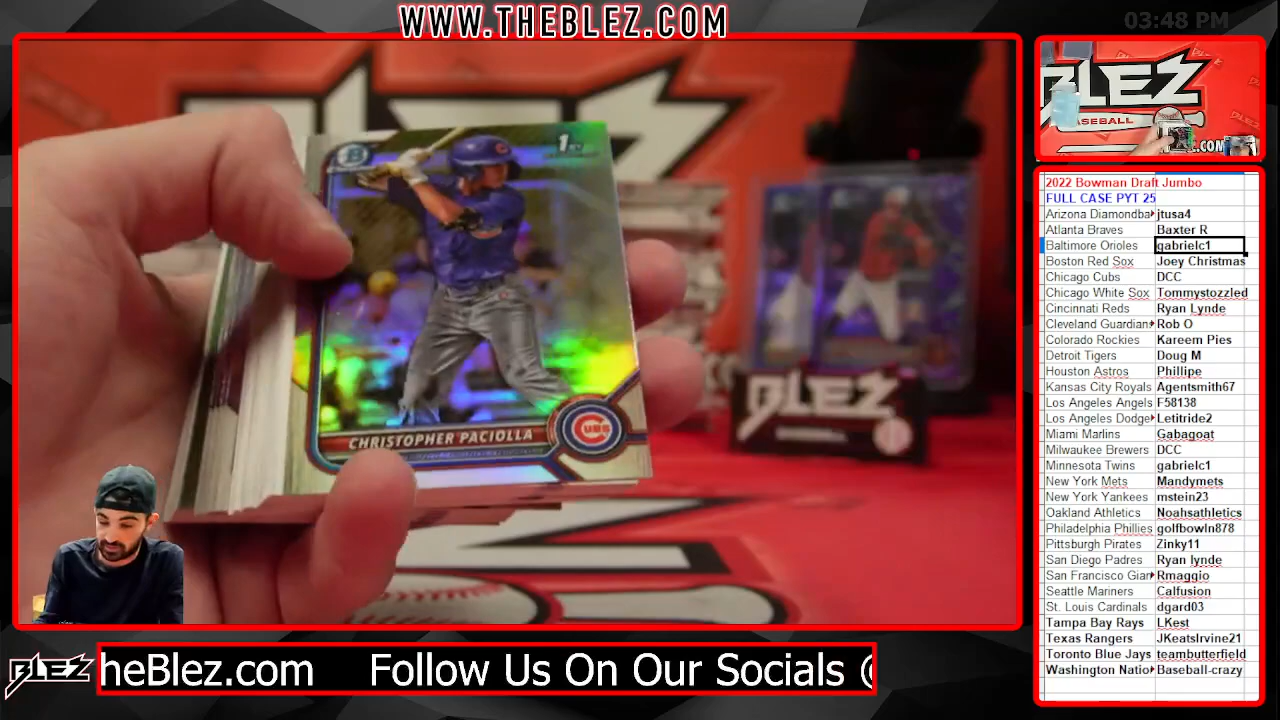 WWW.THEBLEZ.COM
03:48 PM
BLEZ
BASEBALL
.COM
1ST
B
CHRISTOPHER PACIOLLA
CUBS
BLEZ
2022 Bowman Draft Jumbo
FULL CASE PYT 25
Arizona Diamondba jtusa4
Atlanta Braves Baxter R
Baltimore Orioles gabrielc1
Boston Red Sox Joey Christmas
Chicago Cubs DCC
Chicago White Sox Tommystozzled
Cincinnati Reds Ryan Lynde
Cleveland Guardian Rob O
Colorado Rockies Kareem Pies
Detroit Tigers Doug M
Houston Astros Phillipe
Kansas City Royals Agentsmith67
Los Angeles Angels F58138
Los Angeles Dodge Letitride2
Miami Marlins Gabagoat
Milwaukee Brewers DCC
Minnesota Twins gabrielc1
New York Mets Mandymets
New York Yankees mstein23
Oakland Athletics Noahsathletics
Philadelphia Phillies golfbowln878
Pittsburgh Pirates Zinky11
San Diego Padres Ryan lynde
San Francisco Gian Rmaggio
Seattle Mariners Calfusion
St. Louis Cardinals dgard03
Tampa Bay Rays LKest
Texas Rangers JKeatsIrvine21
Toronto Blue Jays teambutterfield
Washington Natio Baseball-crazy
BLEZ
heBlez.com Follow Us On Our Socials @